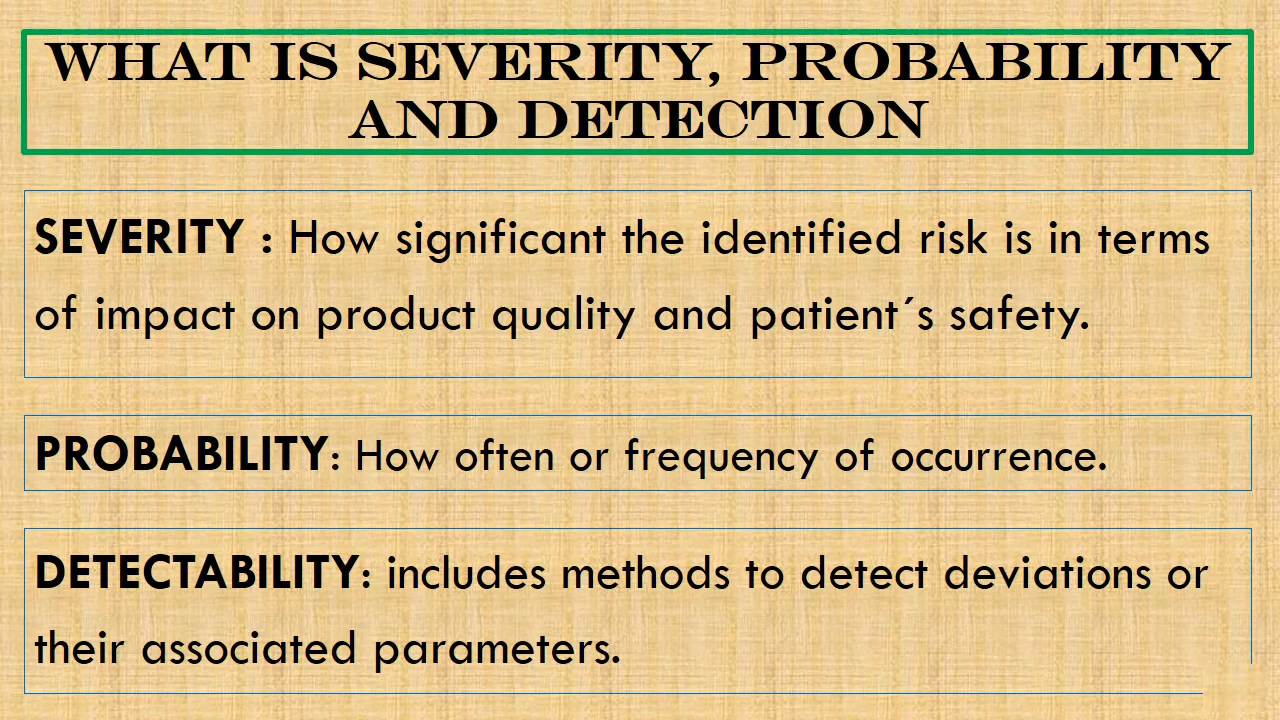 WHAT IS SEVERITY, PROBABILITY
AND DETECTION
SEVERITY : How significant the identified risk is in terms
of impact on product quality and patient´s safety.
PROBABILITY: How often or frequency of occurrence.
DETECTABILITY: includes methods to detect deviations or
their associated parameters.